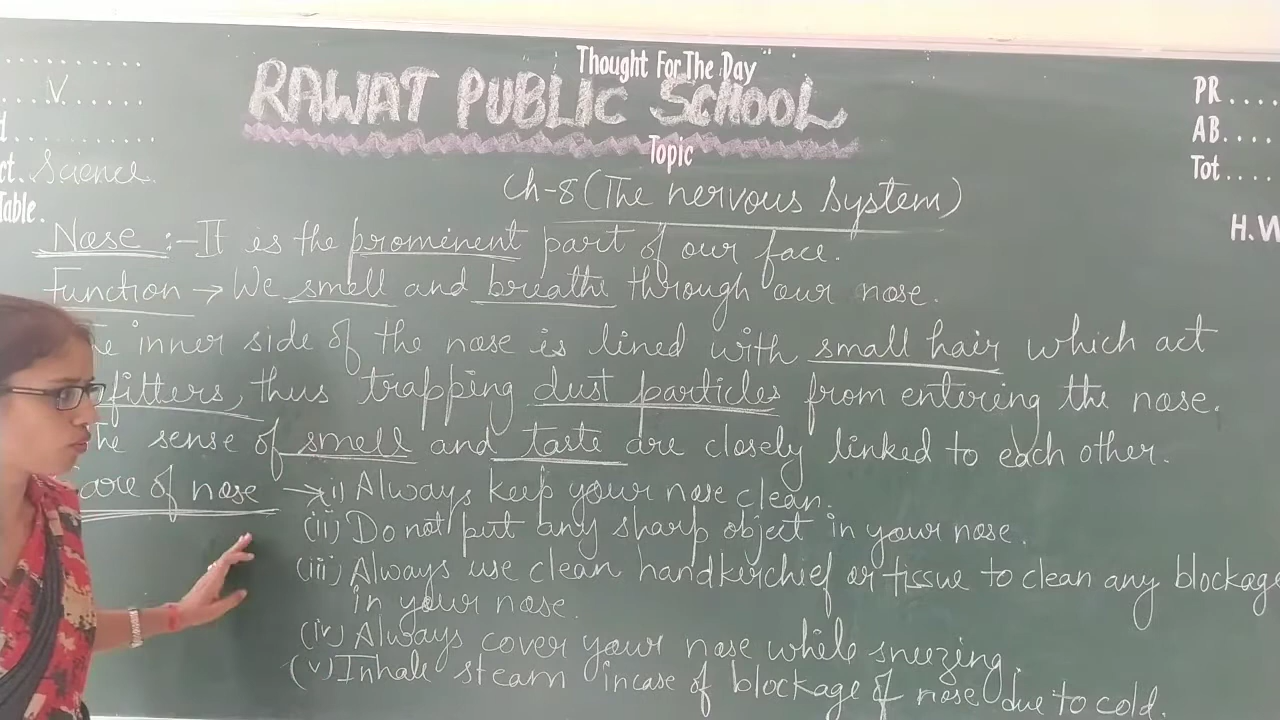 Thought For The Day
RAWAT PUBLIC SCHOOL
V
Topic
Science
Table.
PR....
AB....
Tot....
H.W
Ch-8 (The nervous System)
Nose :- It is the prominent part of our face.
Function → We smell and breathe through our nose.
inner side of the nose is lined with small hair which act
filters, thus trapping dust particles from entering the nose.
The sense of smell and taste are closely linked to each other.
Care of nose → i) Always keep your nose clean.
(ii) Do not put any sharp object in your nose.
(iii) Always use clean handkerchief or tissue to clean any blockage
in your nose.
(iv) Always cover your nose while sneezing.
(v) Inhale steam incase of blockage of nose due to cold.